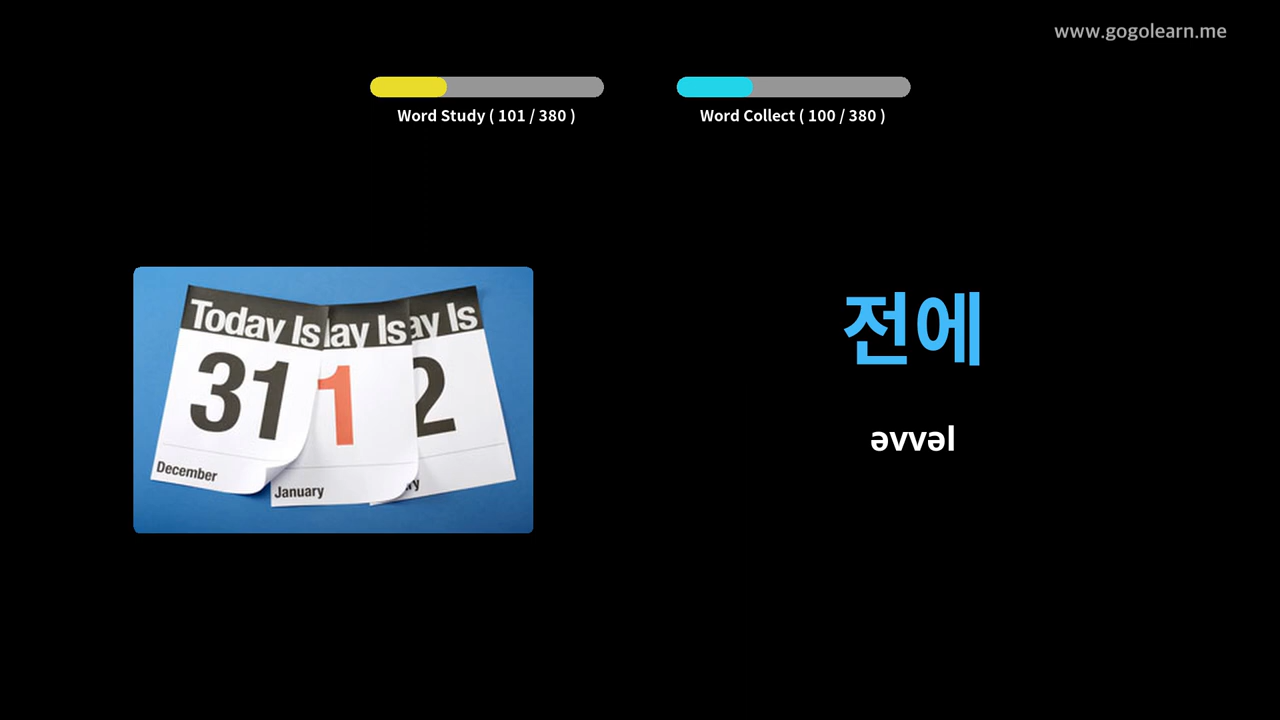 www.gogolearn.me
Word Study ( 101 / 380 )
Word Collect ( 100 / 380 )
Today Is
31
December
ay Is
1
January
ay Is
2
ry
전에
əvvəl